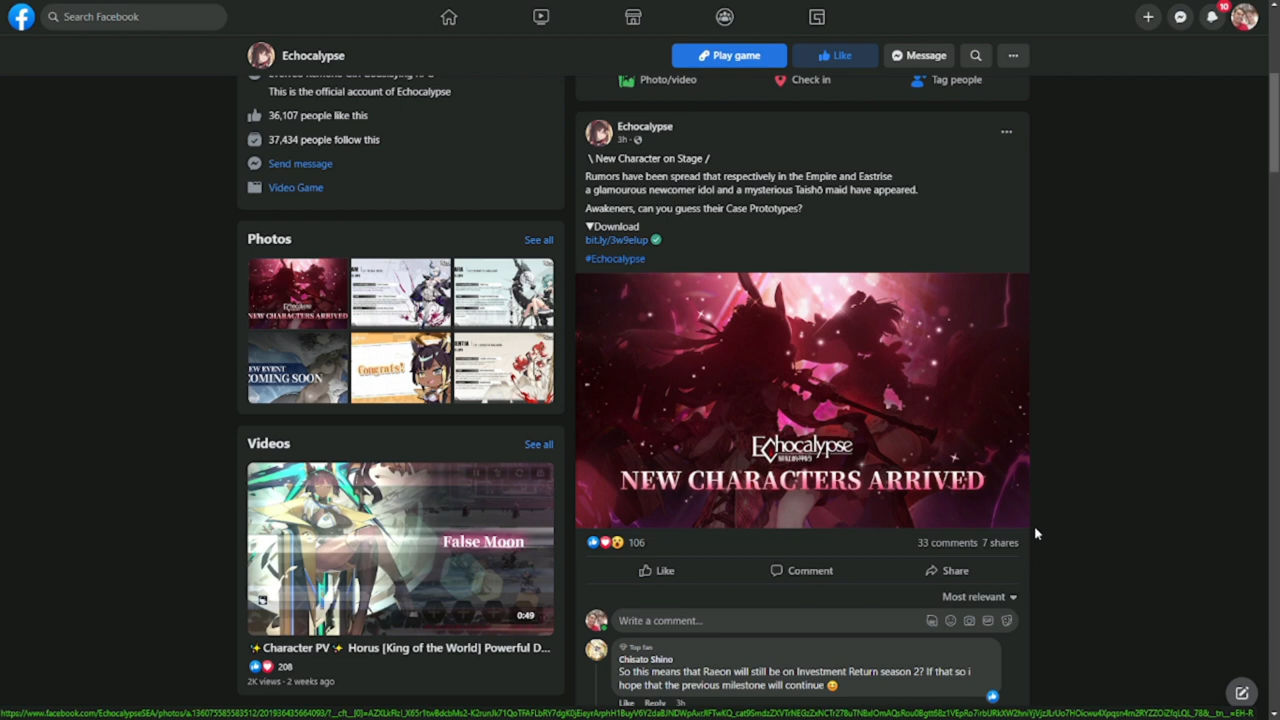 Search Facebook
10
Echocalypse
Play game
Like
Message
This is the official account of Echocalypse
36,107 people like this
37,434 people follow this
Send message
Video Game
Photos
See all
NEW CHARACTERS ARRIVED
COMING SOON
Congrats!
Videos
See all
False Moon
0:49
✨Character PV✨ Horus [King of the World] Powerful D...
208
2K views · 2 weeks ago
Photo/video
Check in
Tag people
Echocalypse
3h ·
\ New Character on Stage /
Rumors have been spread that respectively in the Empire and Eastrise
a glamourous newcomer idol and a mysterious Taishō maid have appeared.
Awakeners, can you guess their Case Prototypes?
▼Download
bit.ly/3w9eIup
#Echocalypse
Echocalypse
NEW CHARACTERS ARRIVED
106
33 comments 7 shares
Like
Comment
Share
Most relevant
Write a comment...
Top fan
Chisato Shino
So this means that Raeon will still be on Investment Return season 2? If that so i
hope that the previous milestone will continue 😆
Like Reply 3h